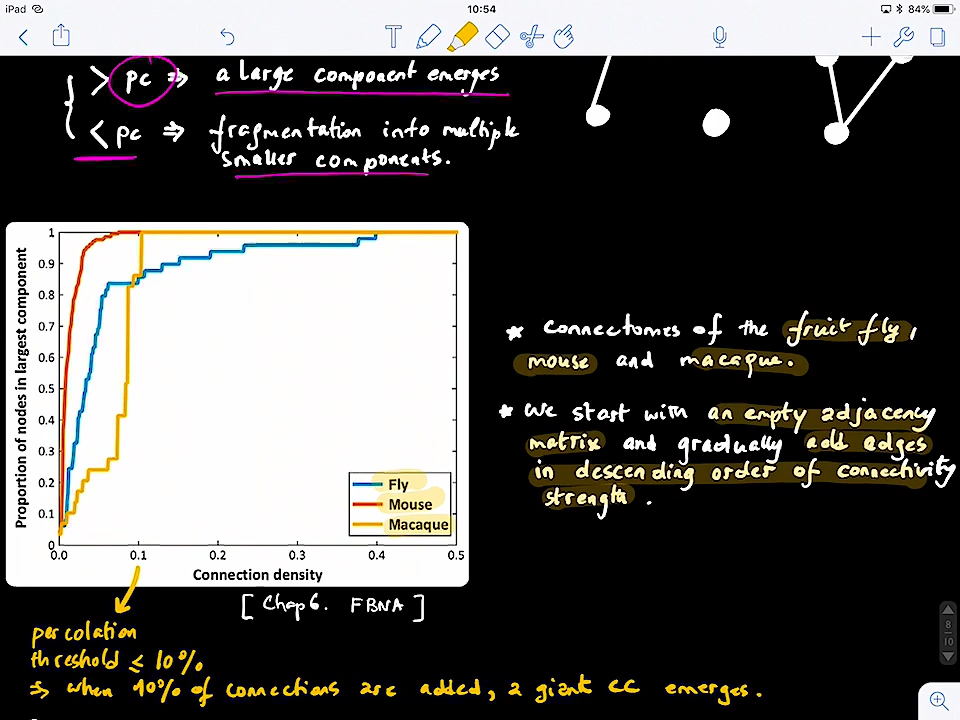 iPad
10:54
84%
T
> pc ⇒ a large component emerges
< pc ⇒ fragmentation into multiple
smaller components.
Proportion of nodes in largest component
1
0.9
0.8
0.7
0.6
0.5
0.4
0.3
0.2
0.1
0
0.0 0.1 0.2 0.3 0.4 0.5
Connection density
Fly
Mouse
Macaque
[ Chap 6. FBNA ]
* Connectomes of the fruit fly,
mouse and macaque.
* We start with an empty adjacency
matrix and gradually add edges
in descending order of connectivity
strength.
percolation
threshold ≤ 10%
⇒ when 10% of connections are added, a giant CC emerges.
8
10